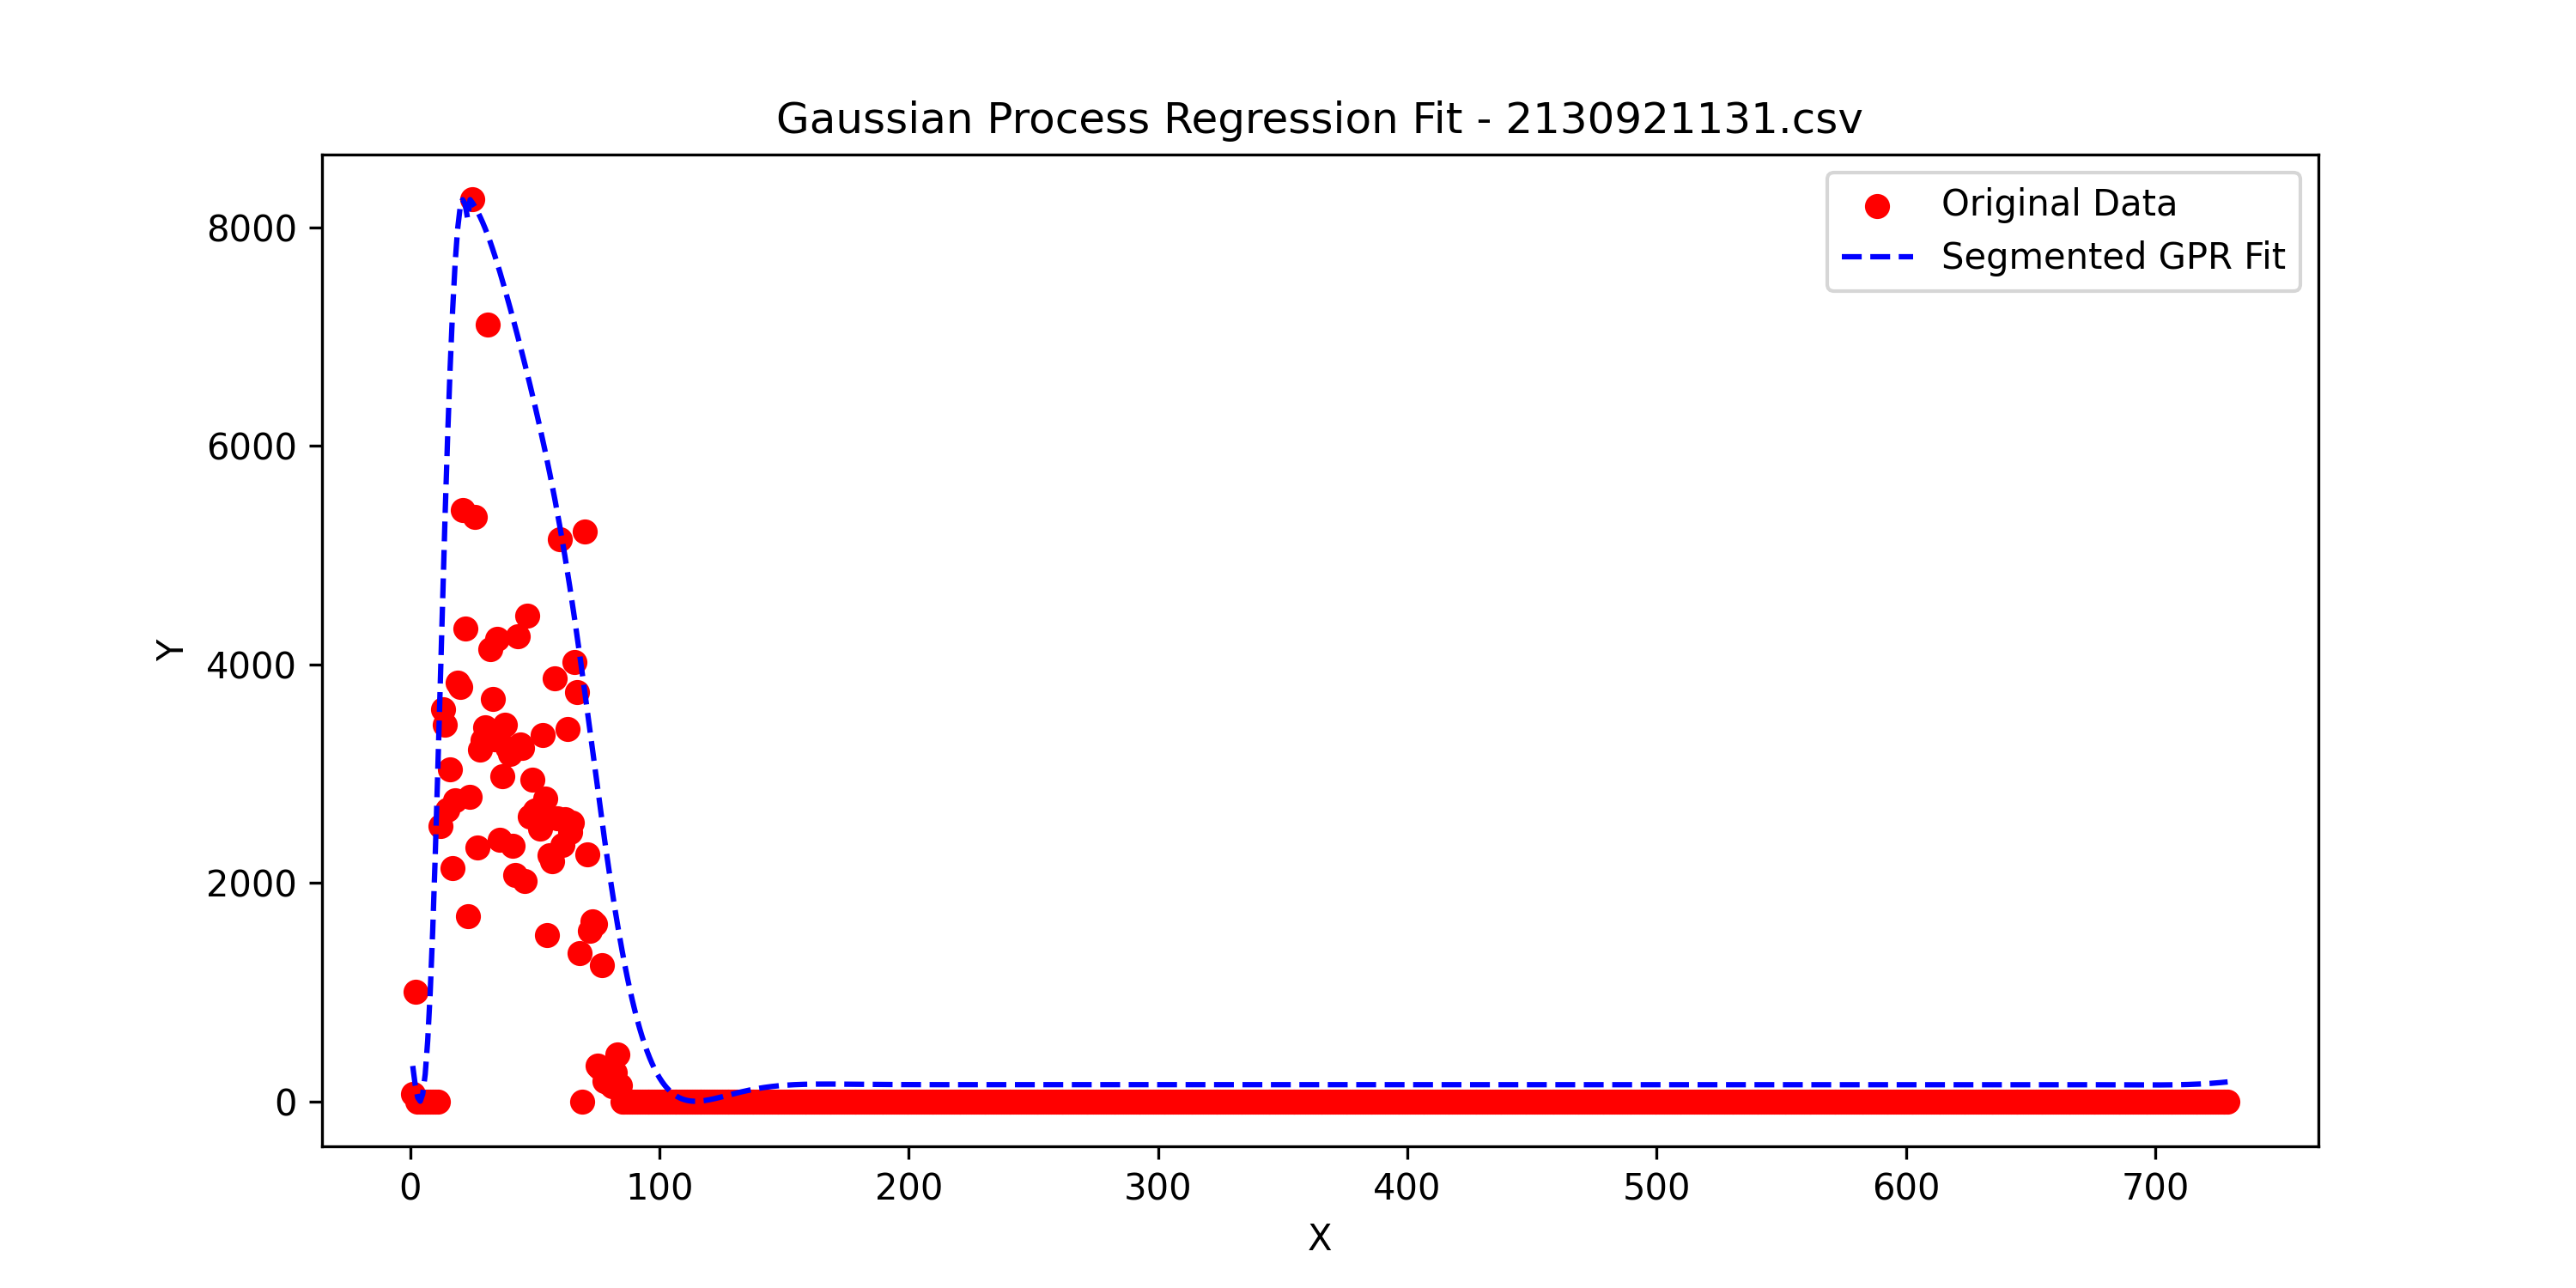 Gaussian Process Regression Fit - 2130921131.csv
Original Data
Segmented GPR Fit
8000
6000
4000
2000
0
Y
0 100 200 300 400 500 600 700
X